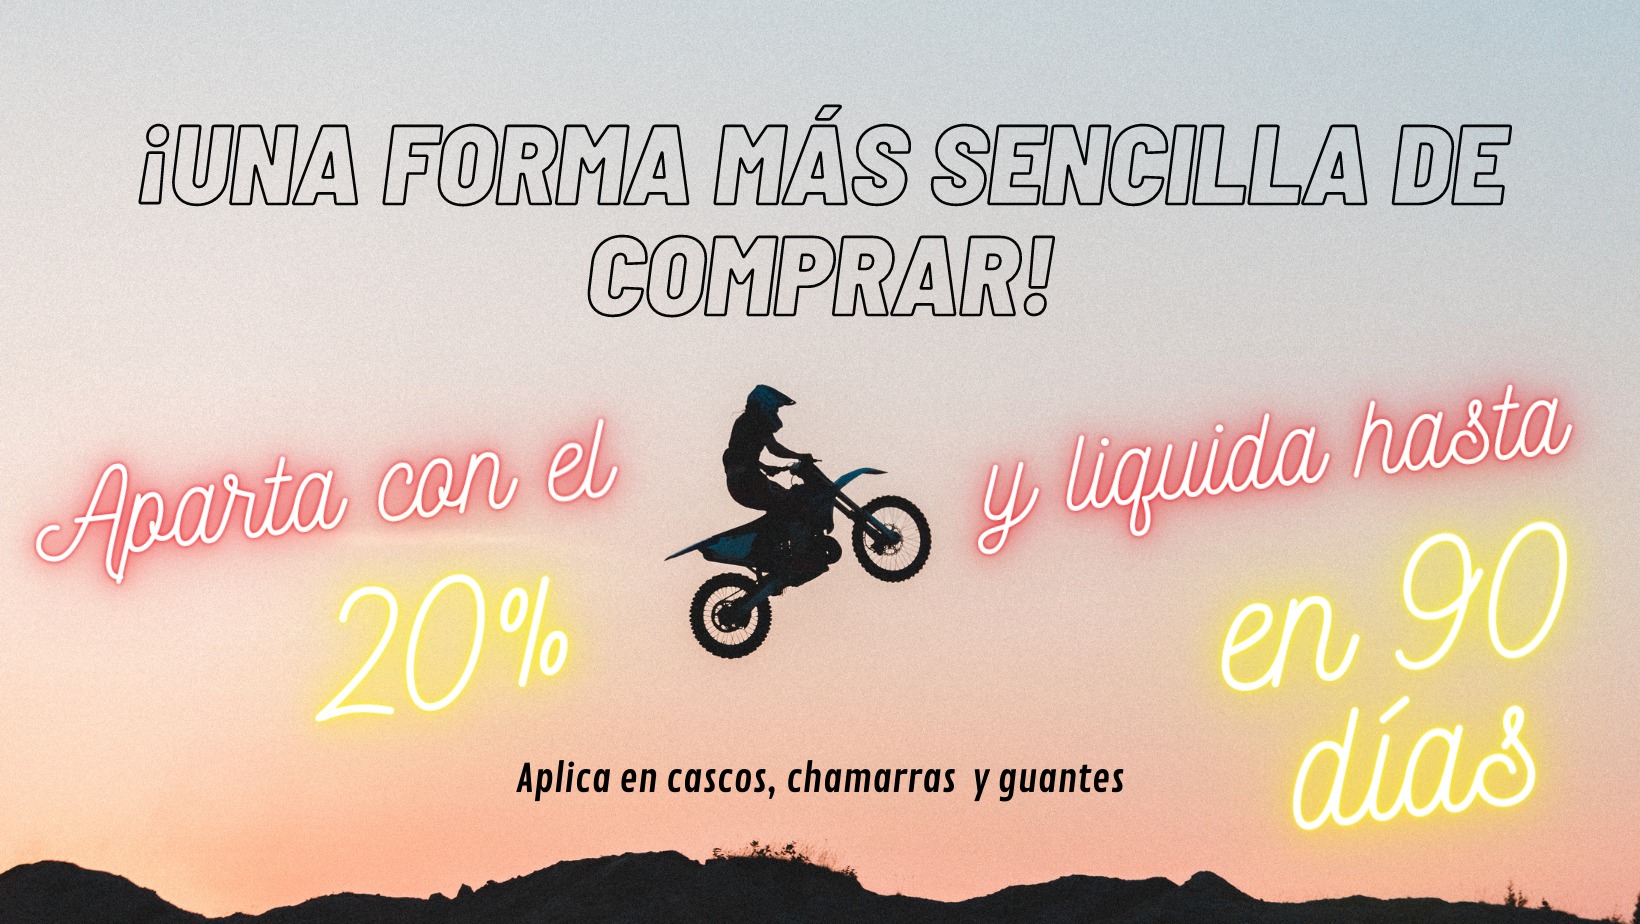 ¡UNA FORMA MÁS SENCILLA DE
COMPRAR!
Aparta con el
20%
y liquida hasta
en 90
días
Aplica en cascos, chamarras  y guantes